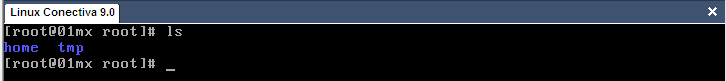 Linux Conectiva 9.0
[root@01mx root]# ls
home  tmp
[root@01mx root]# _